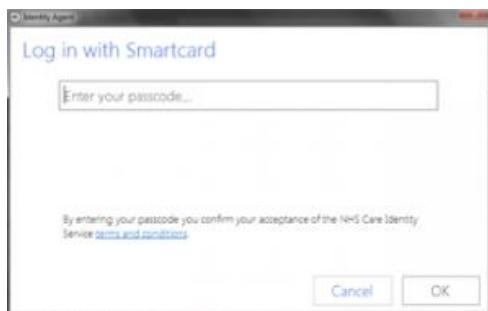 Identity Agent
Log in with Smartcard
Enter your passcode...
By entering your passcode you confirm your acceptance of the NHS Care Identity
Service terms and conditions.
Cancel
OK